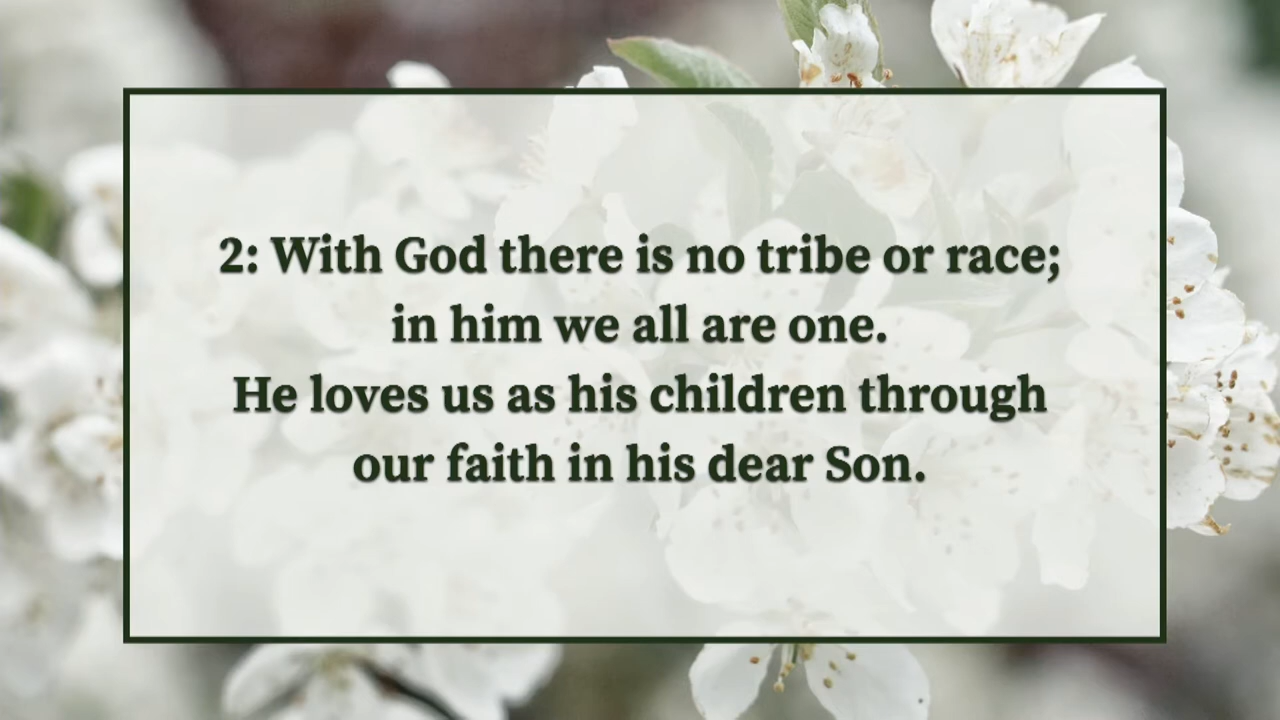 2: With God there is no tribe or race;
in him we all are one.
He loves us as his children through
our faith in his dear Son.